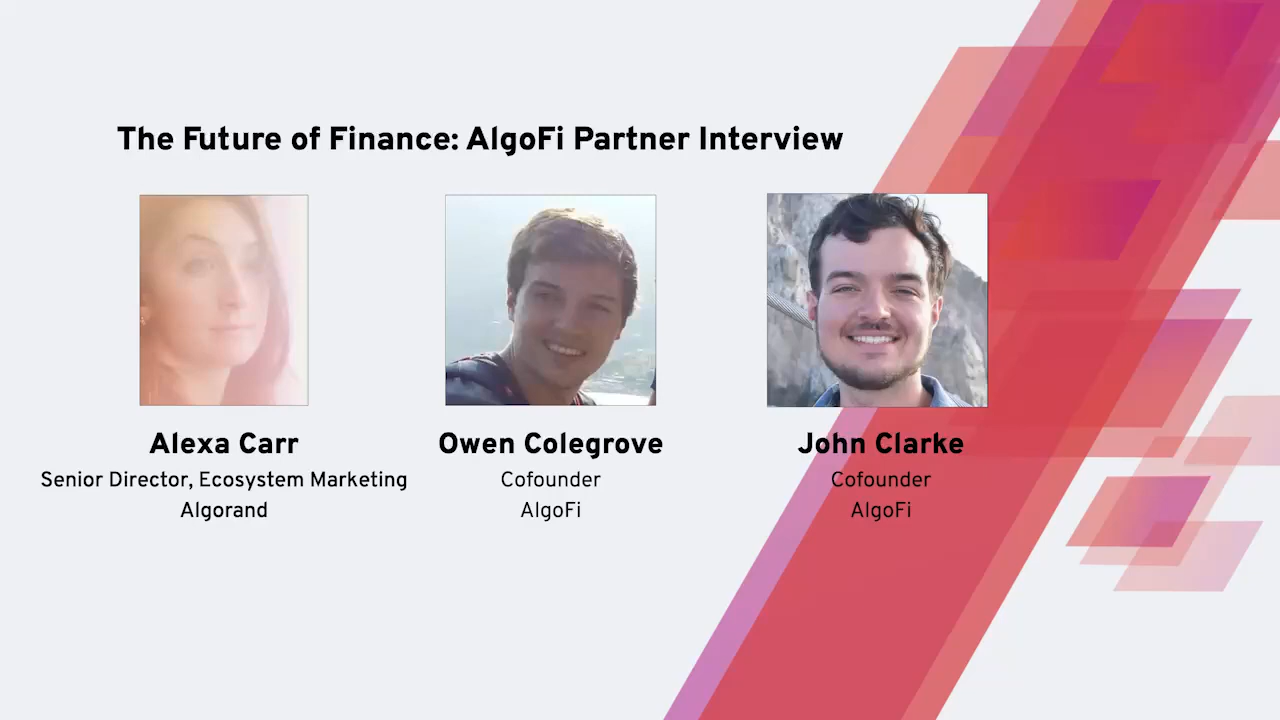 The Future of Finance: AlgoFi Partner Interview
Alexa Carr
Senior Director, Ecosystem Marketing
Algorand
Owen Colegrove
Cofounder
AlgoFi
John Clarke
Cofounder
AlgoFi